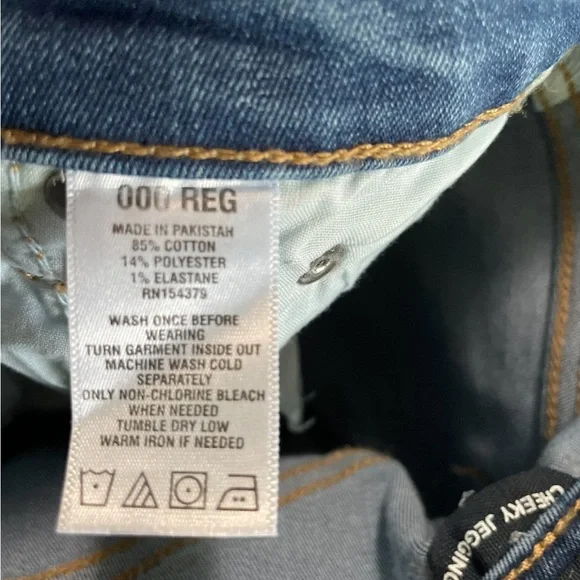 000 REG
MADE IN PAKISTAN
85% COTTON
14% POLYESTER
1% ELASTANE
RN154379
WASH ONCE BEFORE
WEARING
TURN GARMENT INSIDE OUT
MACHINE WASH COLD
SEPARATELY
ONLY NON-CHLORINE BLEACH
WHEN NEEDED
TUMBLE DRY LOW
WARM IRON IF NEEDED
CHEEKY JEGGING